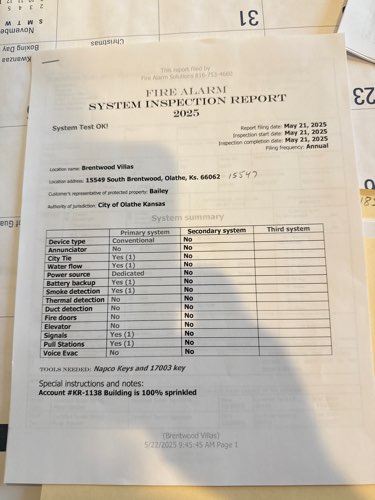 31
Christmas
Boxing Day
Kwanzaa
Novembe
S M T W
23
This report filed by
Fire Alarm Solutions 816-753-4660
FIRE ALARM
SYSTEM INSPECTION REPORT
2025
System Test OK!
Report filing date: May 21, 2025
Inspection start date: May 21, 2025
Inspection completion date: May 21, 2025
Filing frequency: Annual
Location name: Brentwood Villas
Location address: 15549 South Brentwood, Olathe, Ks. 66062 15547
Customer's representative of protected property: Bailey
Authority of jurisdiction: City of Olathe Kansas
System summary
Primary system Secondary system Third system
Device type Conventional No
Annunciator No No
City Tie Yes (1) No
Water flow Yes (1) No
Power source Dedicated No
Battery backup Yes (1) No
Smoke detection Yes (1) No
Thermal detection No No
Duct detection No No
Fire doors No No
Elevator No No
Signals Yes (1) No
Pull Stations Yes (1) No
Voice Evac No No
TOOLS NEEDED: Napco Keys and 17003 key
Special instructions and notes:
Account #KR-1138 Building is 100% sprinkled
(Brentwood Villas)
5/27/2025 9:45:45 AM Page 1